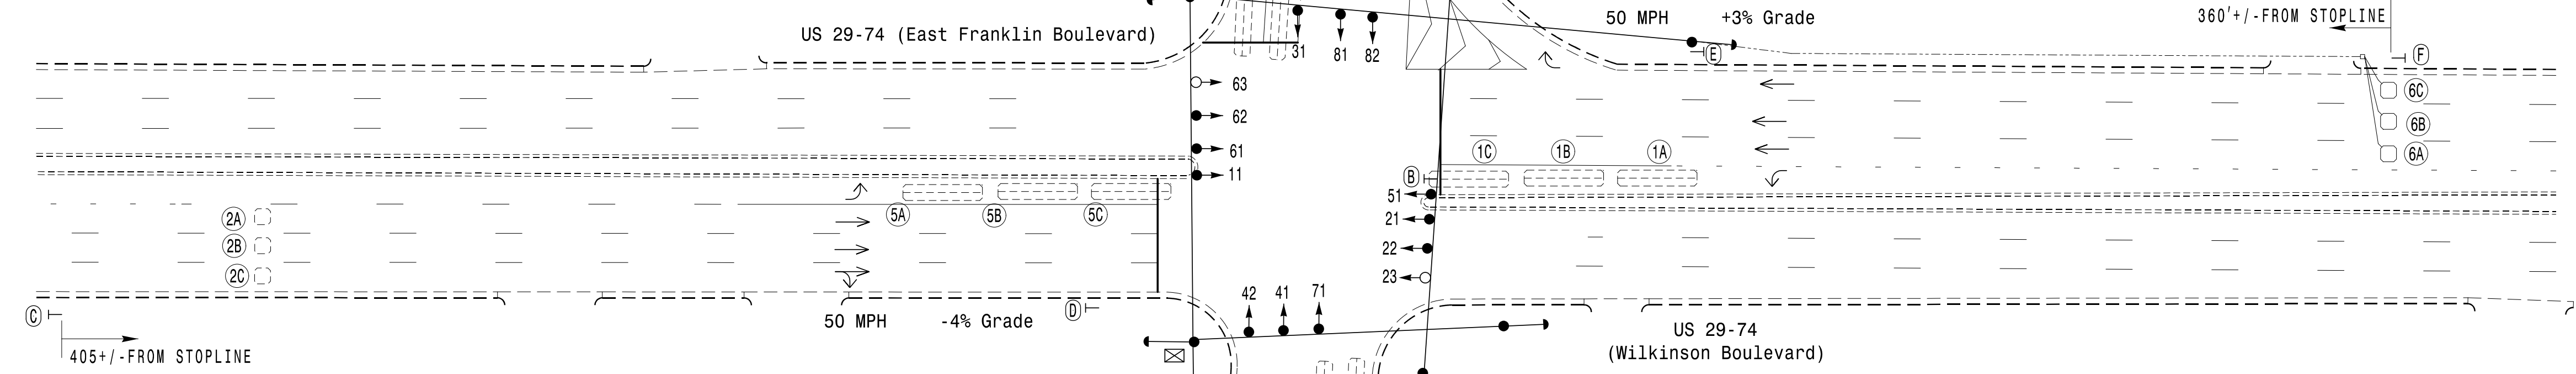 US 29-74 (East Franklin Boulevard)
50 MPH +3% Grade
360'+/-FROM STOPLINE
31
81
82
E
F
63
62
61
11
6C
6B
6A
1C
1B
1A
B
51
21
22
23
5A
5B
5C
2A
2B
2C
C
405+/-FROM STOPLINE
50 MPH -4% Grade
D
42
41
71
US 29-74
(Wilkinson Boulevard)